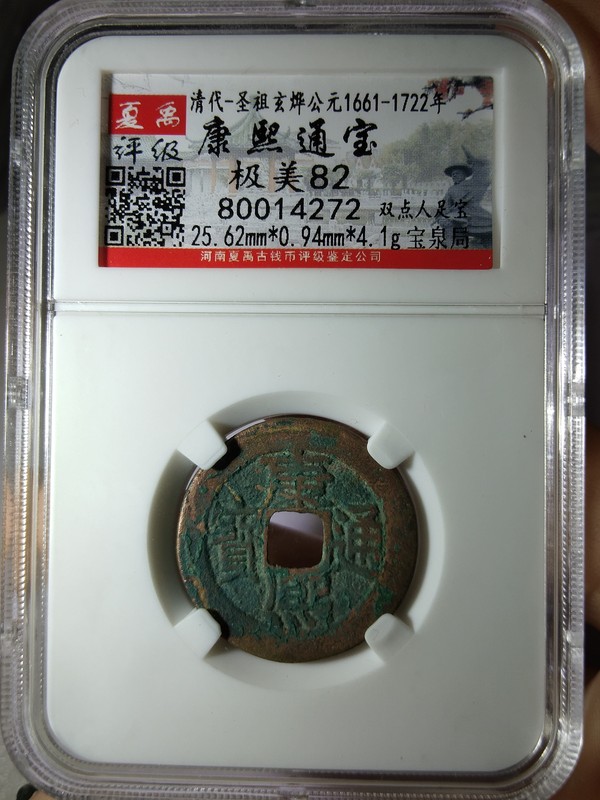 夏禹
评级
清代-圣祖玄烨公元1661-1722年
康熙通宝
极美82
80014272 双点人足宝
25.62mm*0.94mm*4.1g 宝泉局
河南夏禹古钱币评级鉴定公司
康熙通寶